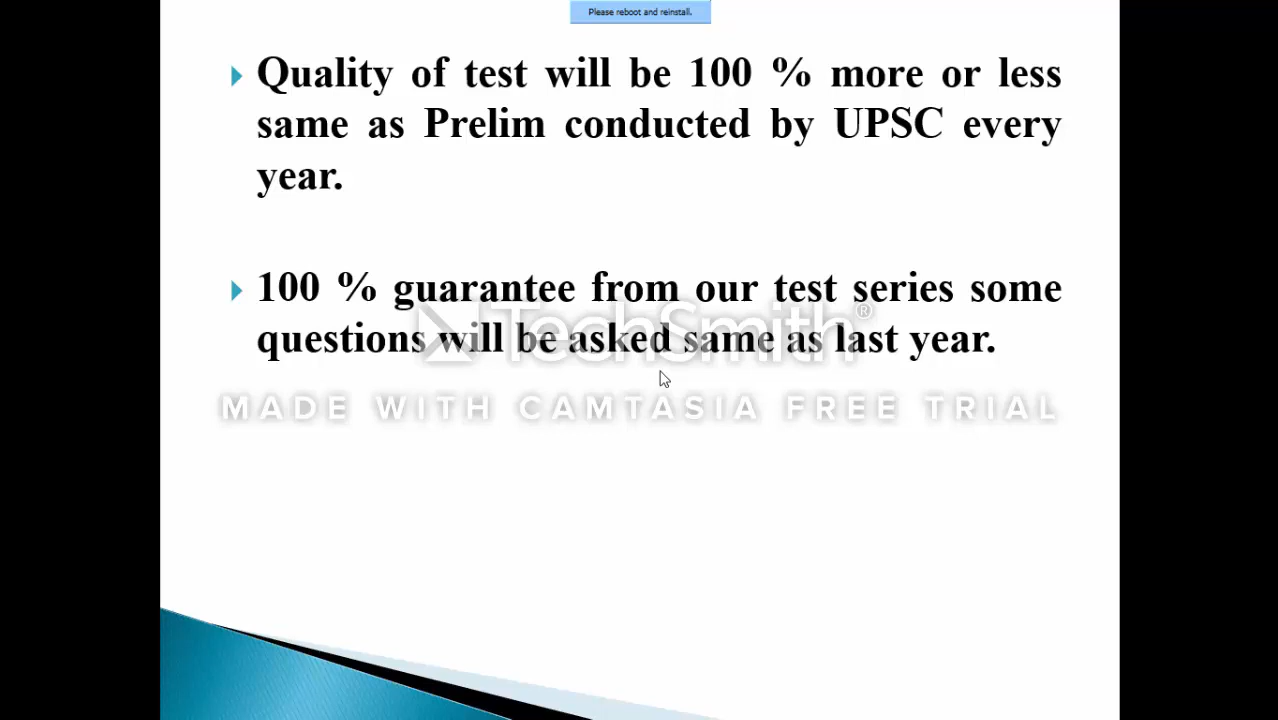 Please reboot and reinstall.
Quality of test will be 100 % more or less
same as Prelim conducted by UPSC every
year.
100 % guarantee from our test series some
questions will be asked same as last year.
TechSmith®
MADE WITH CAMTASIA FREE TRIAL